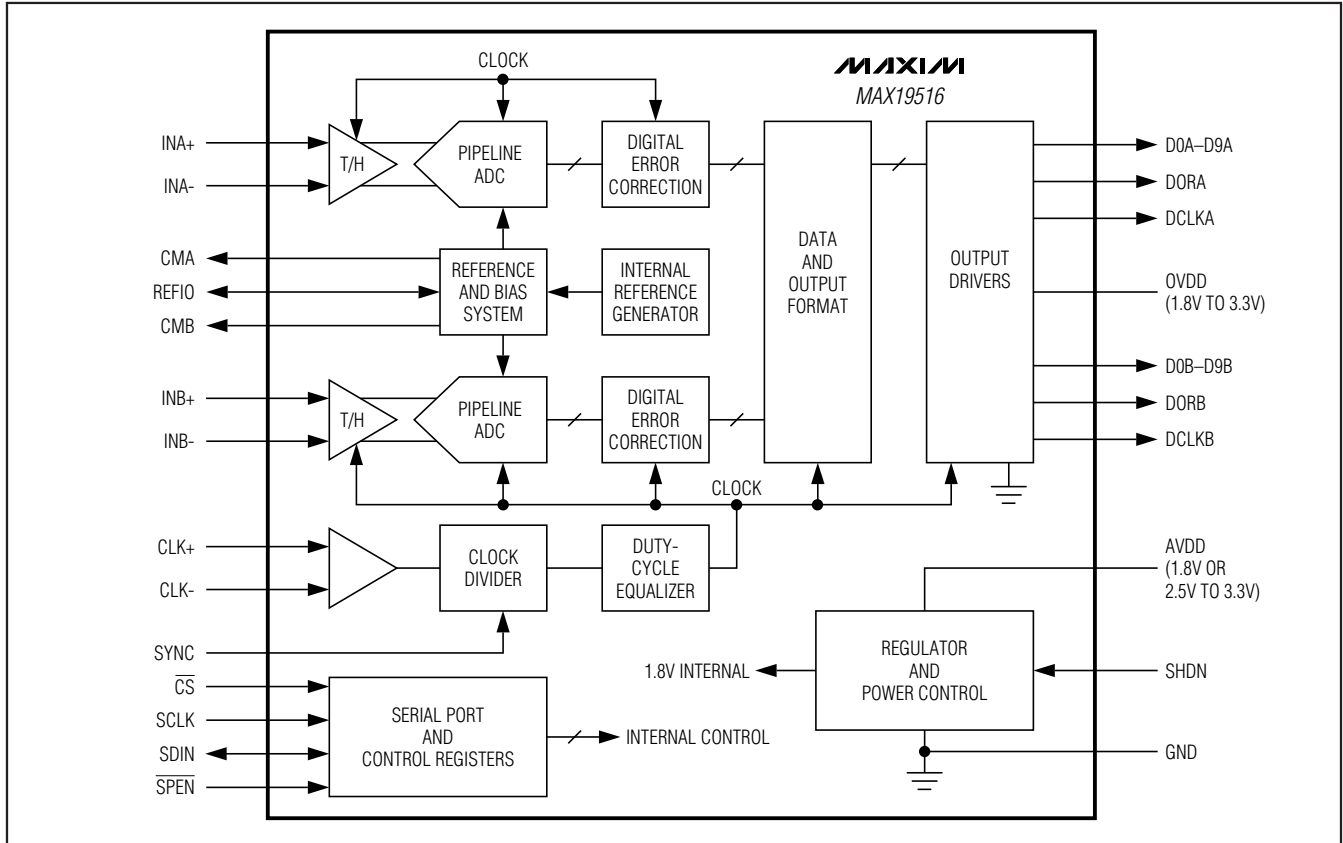 CLOCK
MAXIM
MAX19516
INA+
INA-
T/H
PIPELINE
ADC
DIGITAL
ERROR
CORRECTION
DATA
AND
OUTPUT
FORMAT
OUTPUT
DRIVERS
D0A–D9A
DORA
DCLKA
CMA
REFIO
CMB
REFERENCE
AND BIAS
SYSTEM
INTERNAL
REFERENCE
GENERATOR
OVDD
(1.8V TO 3.3V)
INB+
INB-
T/H
PIPELINE
ADC
DIGITAL
ERROR
CORRECTION
D0B–D9B
DORB
DCLKB
CLOCK
CLK+
CLK-
CLOCK
DIVIDER
DUTY-
CYCLE
EQUALIZER
AVDD
(1.8V OR
2.5V TO 3.3V)
SYNC
C̅S̅
SCLK
SDIN
S̅P̅E̅N̅
SERIAL PORT
AND
CONTROL REGISTERS
INTERNAL CONTROL
1.8V INTERNAL
REGULATOR
AND
POWER CONTROL
SHDN
GND